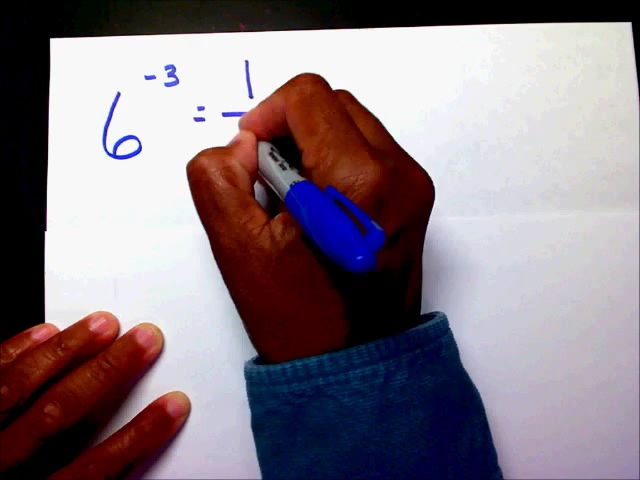 6⁻³ = 1/